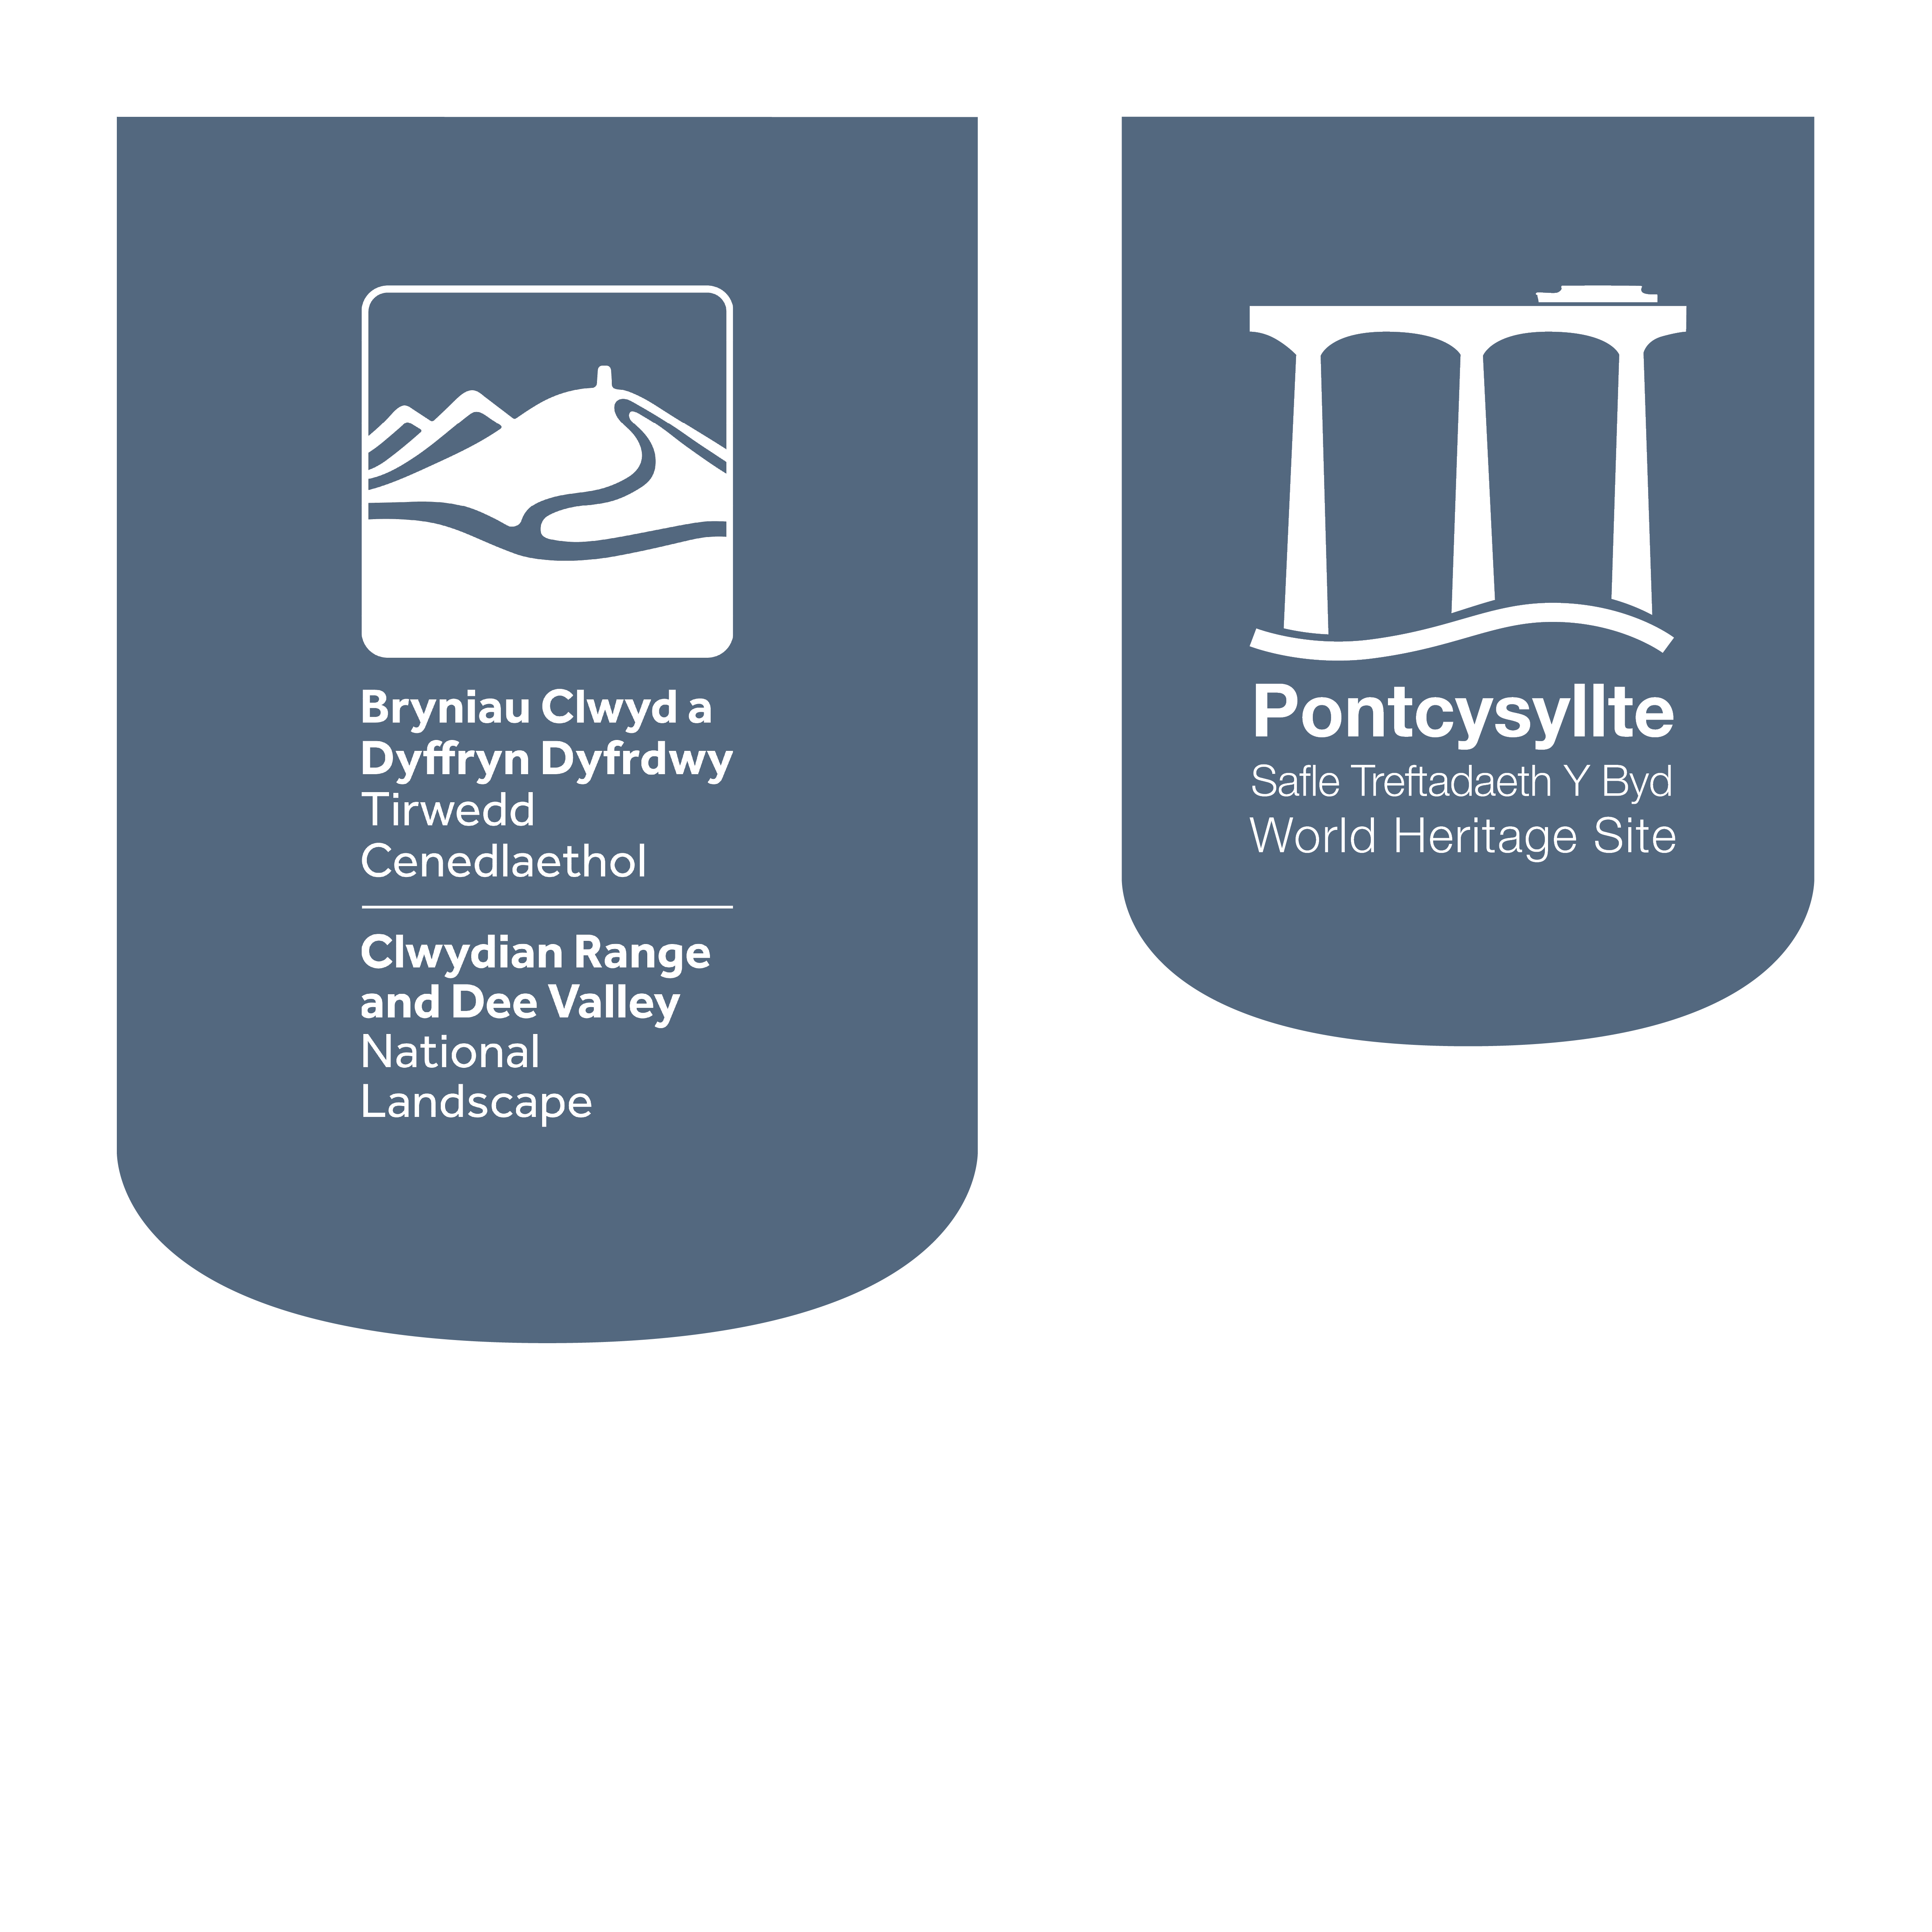 Bryniau Clwyd a
Dyffryn Dyfrdwy
Tirwedd
Cenedlaethol
Clwydian Range
and Dee Valley
National
Landscape
Pontcysyllte
Safle Treftadaeth Y Byd
World Heritage Site